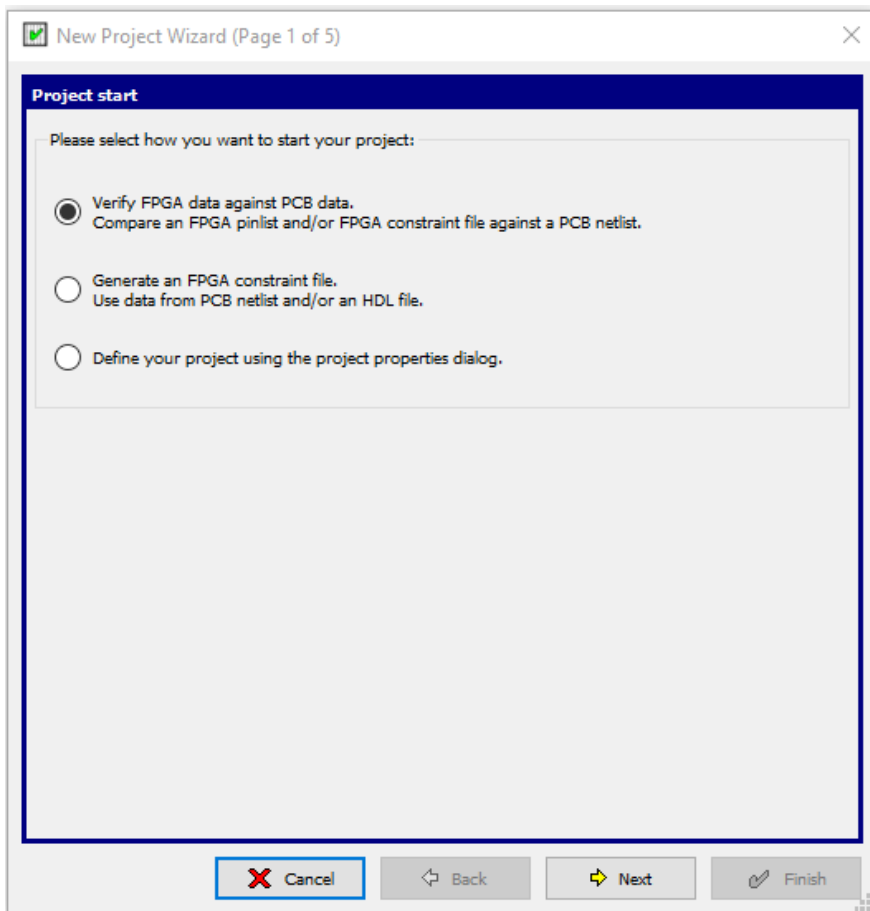 New Project Wizard (Page 1 of 5)
Project start
Please select how you want to start your project:
Verify FPGA data against PCB data.
Compare an FPGA pinlist and/or FPGA constraint file against a PCB netlist.
Generate an FPGA constraint file.
Use data from PCB netlist and/or an HDL file.
Define your project using the project properties dialog.
Cancel
Back
Next
Finish